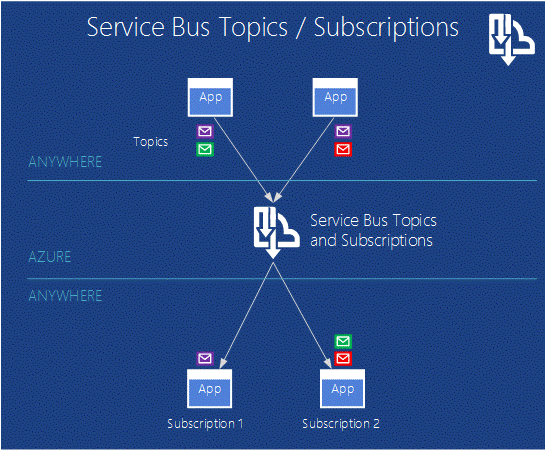 Service Bus Topics / Subscriptions
App
App
Topics
ANYWHERE
Service Bus Topics
and Subscriptions
AZURE
ANYWHERE
App
App
Subscription 1
Subscription 2